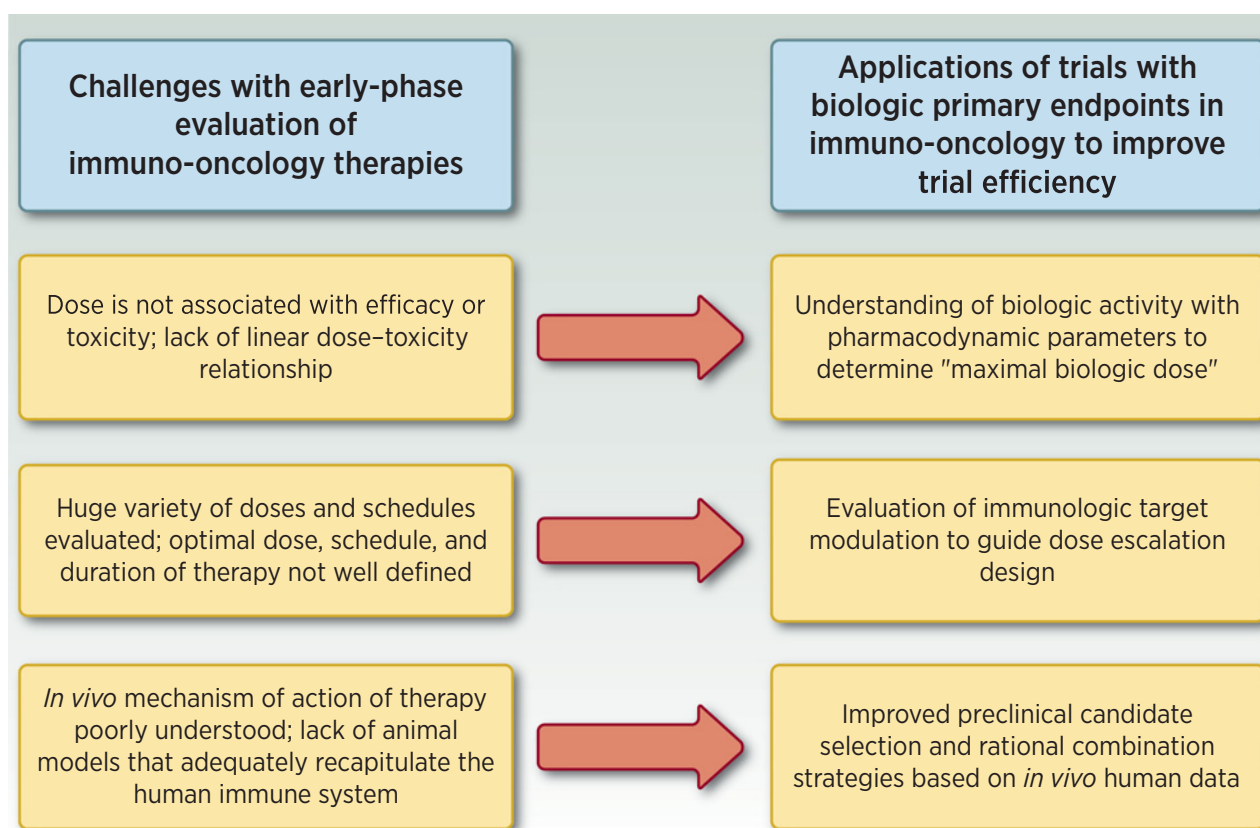 Challenges with early-phase
evaluation of
immuno-oncology therapies
Applications of trials with
biologic primary endpoints in
immuno-oncology to improve
trial efficiency
Dose is not associated with efficacy or
toxicity; lack of linear dose–toxicity
relationship
Understanding of biologic activity with
pharmacodynamic parameters to
determine "maximal biologic dose"
Huge variety of doses and schedules
evaluated; optimal dose, schedule, and
duration of therapy not well defined
Evaluation of immunologic target
modulation to guide dose escalation
design
In vivo mechanism of action of therapy
poorly understood; lack of animal
models that adequately recapitulate the
human immune system
Improved preclinical candidate
selection and rational combination
strategies based on in vivo human data